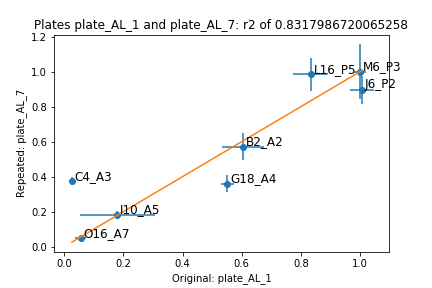 Plates plate_AL_1 and plate_AL_7: r2 of 0.8317986720065258
1.2
1.0
0.8
0.6
0.4
0.2
0.0
Repeated: plate_AL_7
L16_P5
M6_P3
J6_P2
B2_A2
C4_A3
G18_A4
J10_A5
O16_A7
0.0 0.2 0.4 0.6 0.8 1.0
Original: plate_AL_1